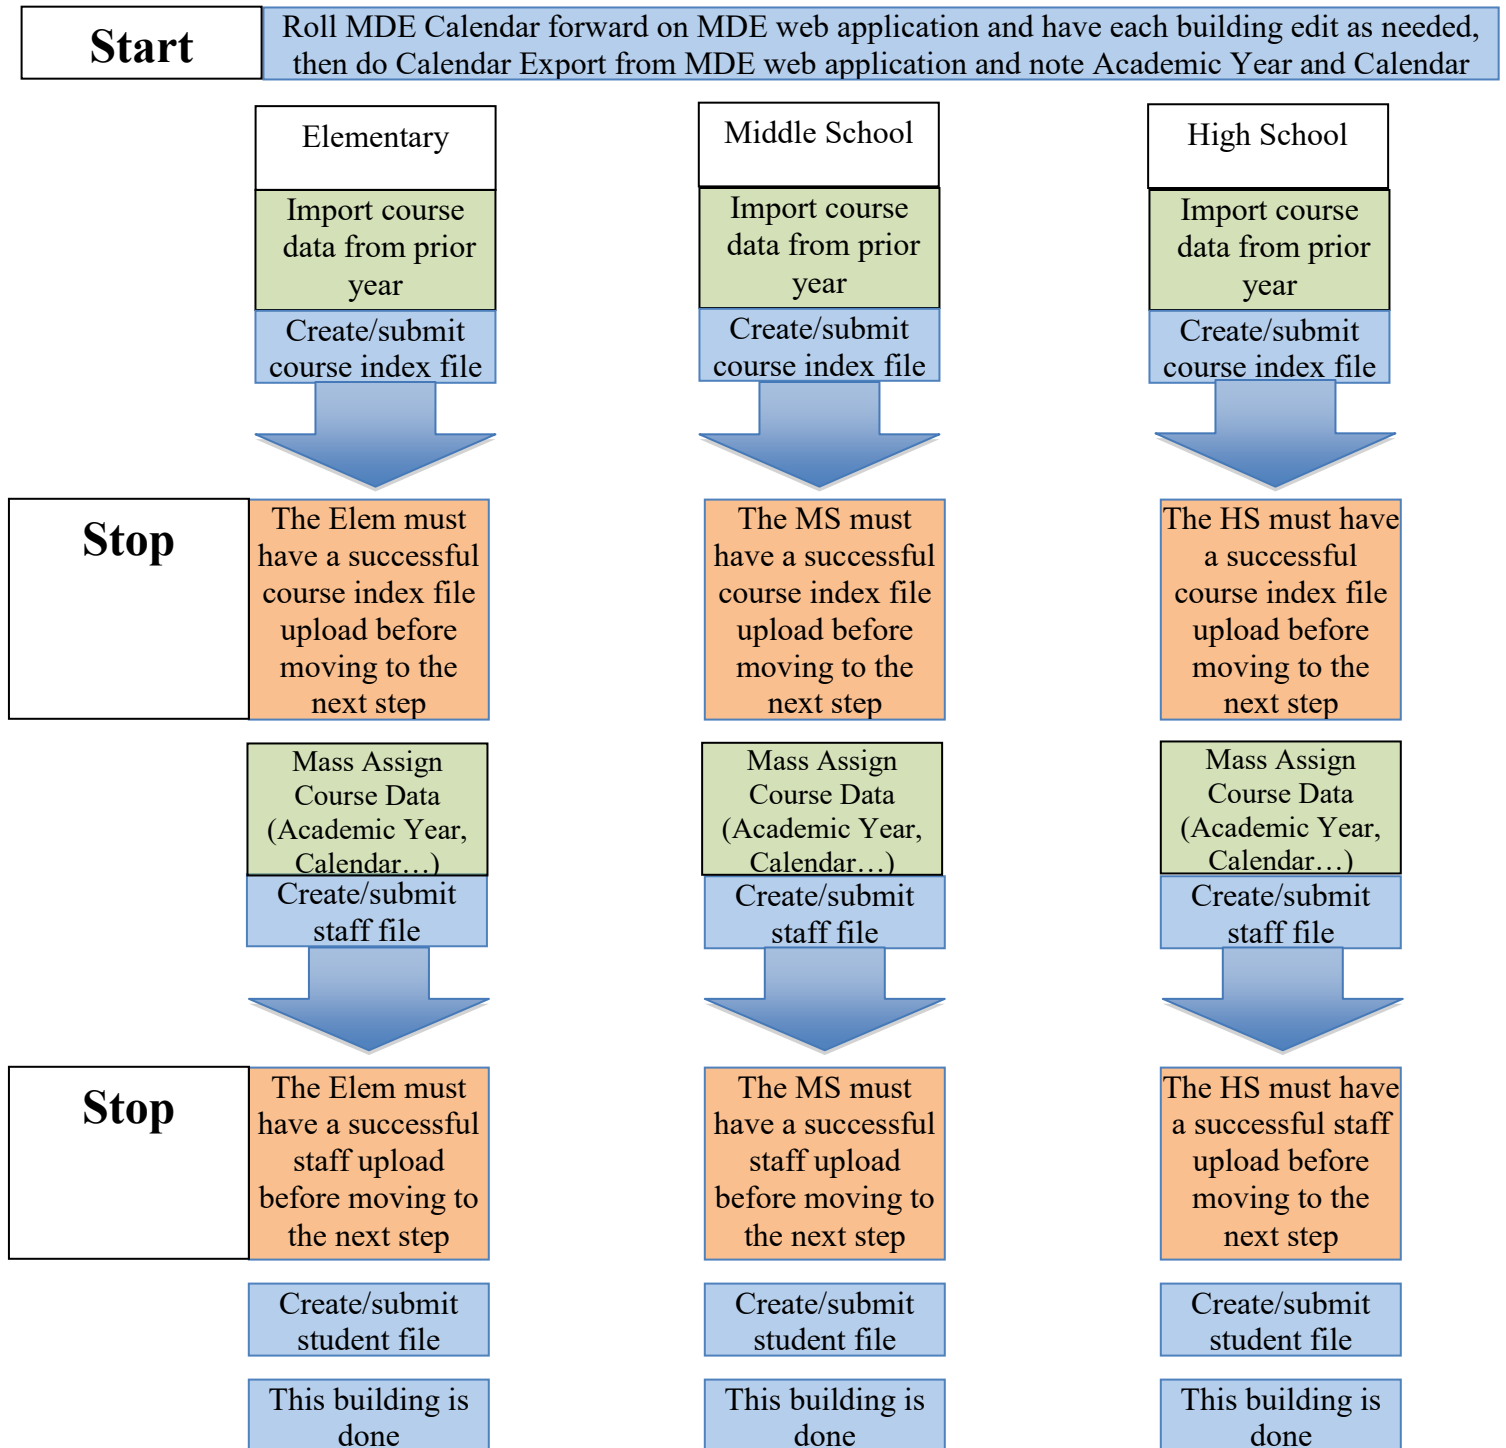 Start
Roll MDE Calendar forward on MDE web application and have each building edit as needed,
then do Calendar Export from MDE web application and note Academic Year and Calendar
Elementary
Import course
data from prior
year
Create/submit
course index file
Middle School
Import course
data from prior
year
Create/submit
course index file
High School
Import course
data from prior
year
Create/submit
course index file
Stop
The Elem must
have a successful
course index file
upload before
moving to the
next step
The MS must
have a successful
course index file
upload before
moving to the
next step
The HS must have
a successful
course index file
upload before
moving to the
next step
Mass Assign
Course Data
(Academic Year,
Calendar…)
Create/submit
staff file
Mass Assign
Course Data
(Academic Year,
Calendar…)
Create/submit
staff file
Mass Assign
Course Data
(Academic Year,
Calendar…)
Create/submit
staff file
Stop
The Elem must
have a successful
staff upload
before moving to
the next step
The MS must
have a successful
staff upload
before moving to
the next step
The HS must have
a successful staff
upload before
moving to the
next step
Create/submit
student file
Create/submit
student file
Create/submit
student file
This building is
done
This building is
done
This building is
done